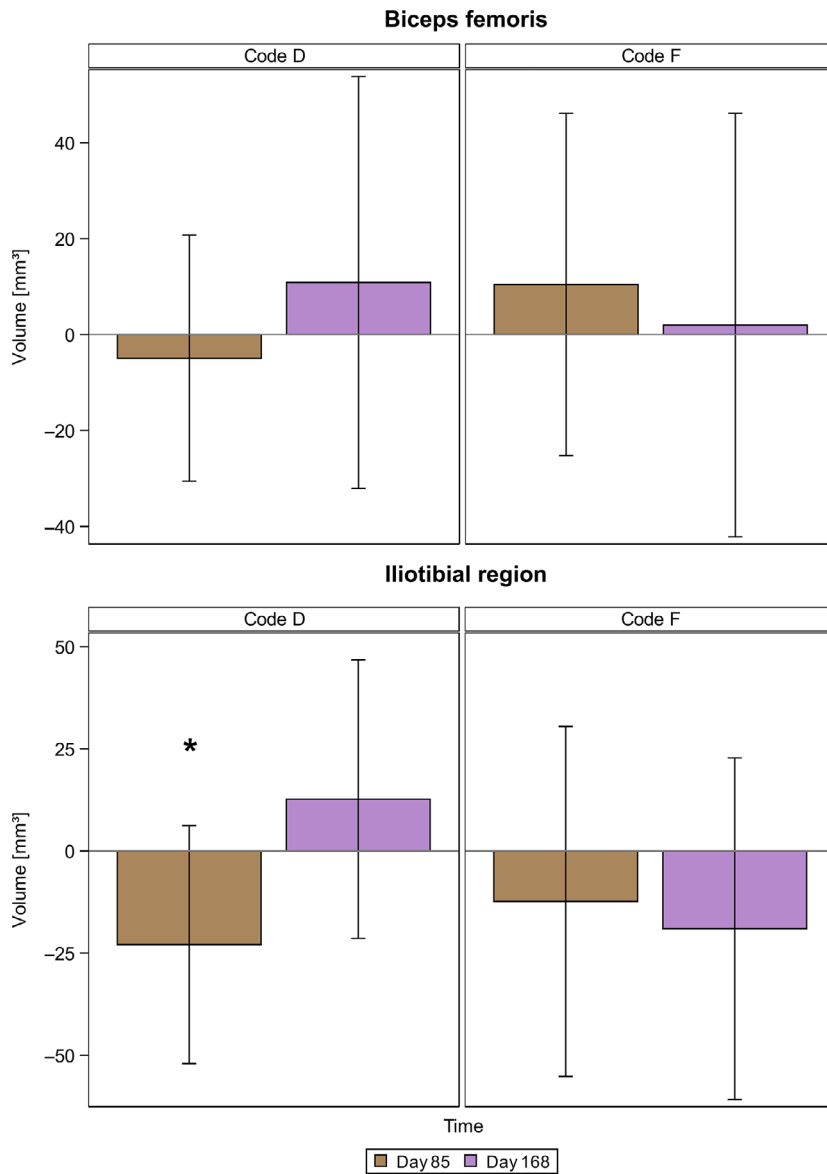 Biceps femoris
Code D
Code F
Volume [mm³]
40
20
0
–20
–40
Iliotibial region
Code D
Code F
Volume [mm³]
50
25
0
–25
–50
*
Time
Day 85
Day 168